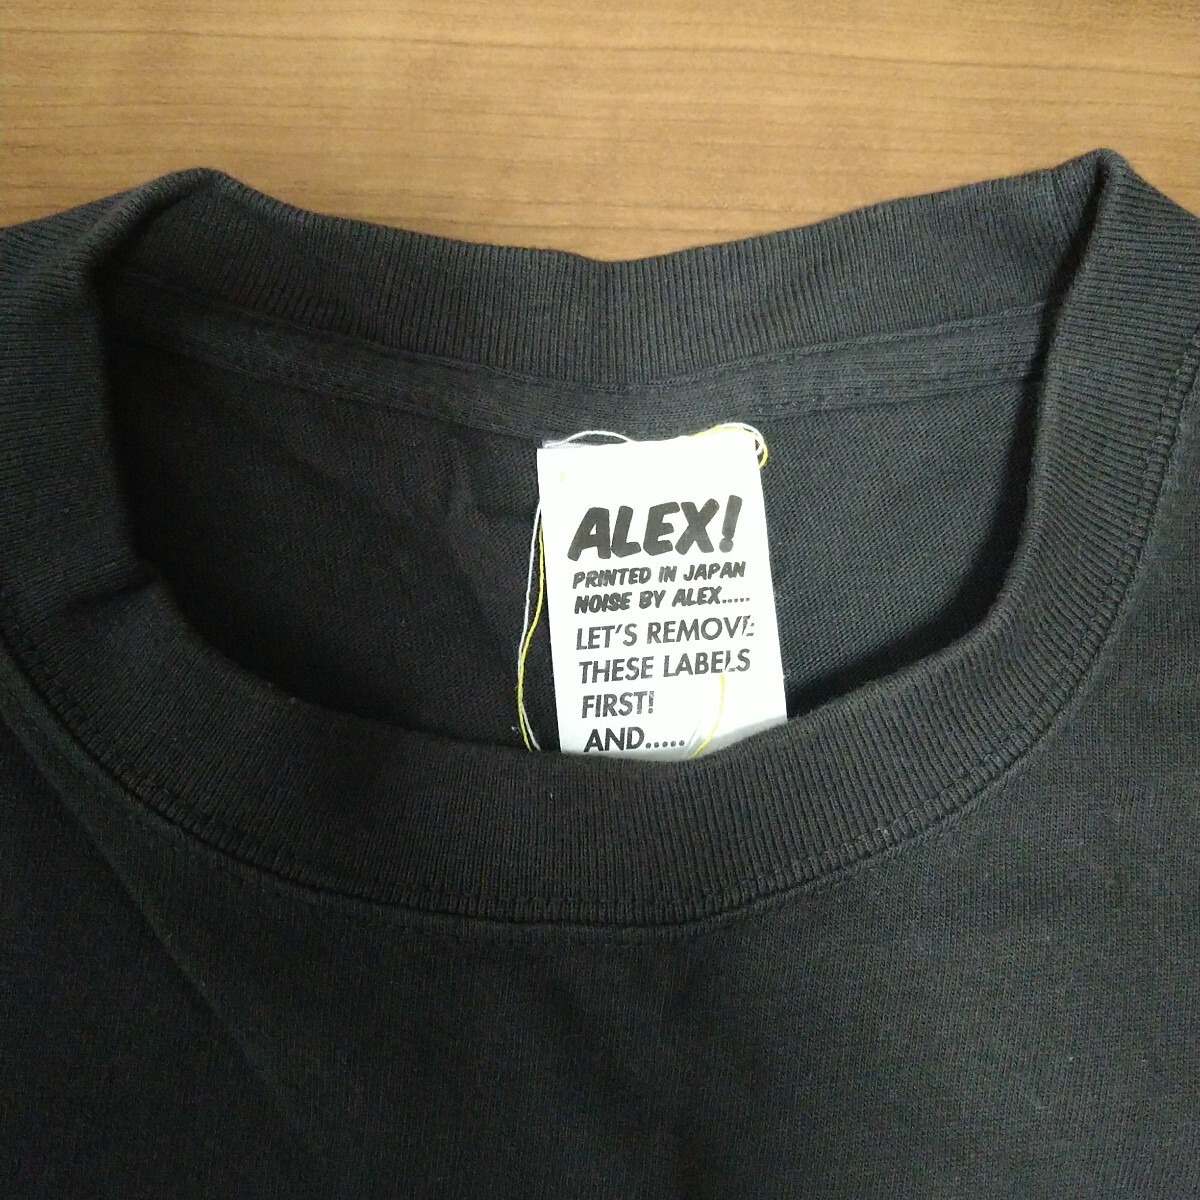 ALEX!
PRINTED IN JAPAN
NOISE BY ALEX.....
LET'S REMOVE
THESE LABELS
FIRST!
AND.....